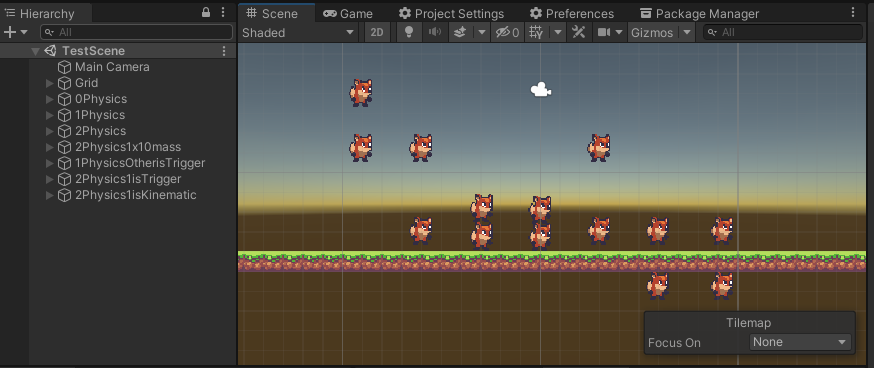 Hierarchy
Scene
Game
Project Settings
Preferences
Package Manager
All
Shaded
2D
0
Gizmos
All
TestScene
Main Camera
Grid
0Physics
1Physics
2Physics
2Physics1x10mass
1PhysicsOtherisTrigger
2Physics1isTrigger
2Physics1isKinematic
Tilemap
Focus On
None